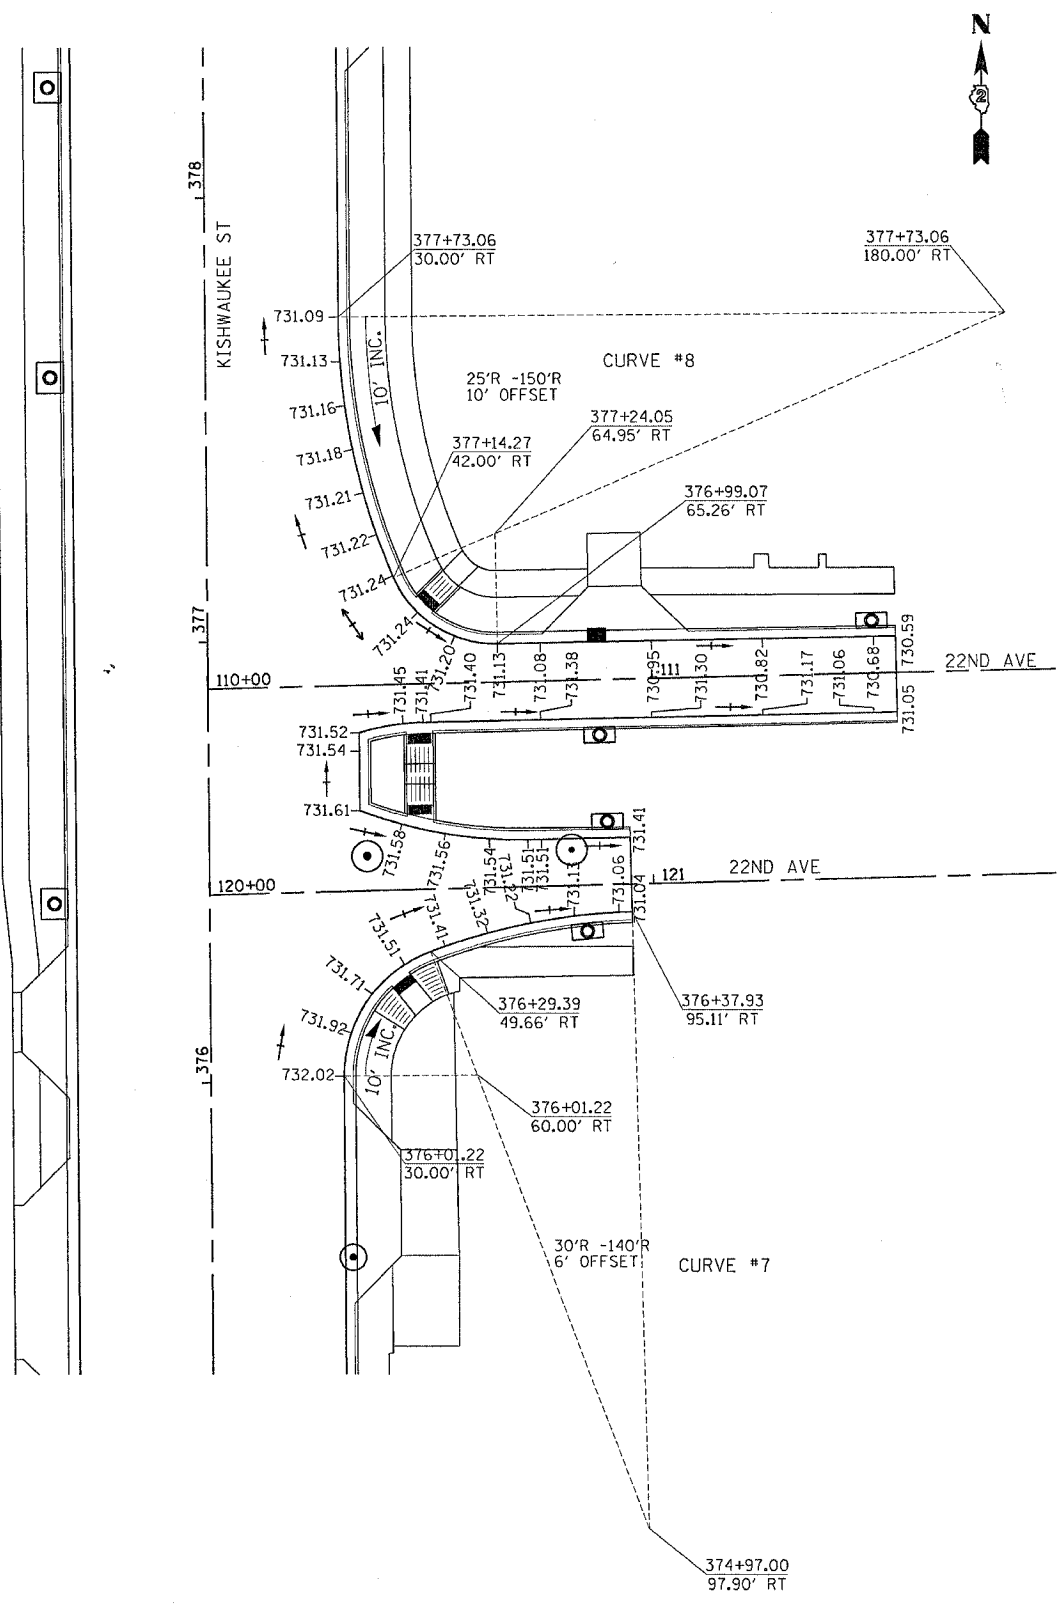 N
2
378
KISHWAUKEE ST
377+73.06
30.00' RT
377+73.06
180.00' RT
731.09
731.13
10' INC.
CURVE #8
25'R -150'R
10' OFFSET
731.16
377+24.05
64.95' RT
377+14.27
42.00' RT
731.18
731.21
376+99.07
65.26' RT
731.22
731.24
377
731.24
731.20
731.13
731.08
730.95
730.82
730.68
730.59
110+00
731.45
731.41
731.40
731.38
111
731.30
731.17
731.06
731.05
22ND AVE
731.52
731.54
731.61
731.58
731.56
731.54
731.51
731.51
731.41
120+00
731.41
731.32
731.22
731.13
731.06
731.04
121
22ND AVE
731.51
731.71
731.92
376+29.39
49.66' RT
376+37.93
95.11' RT
376
732.02
10' INC.
376+01.22
60.00' RT
376+01.22
30.00' RT
30'R -140'R
6' OFFSET
CURVE #7
374+97.00
97.90' RT